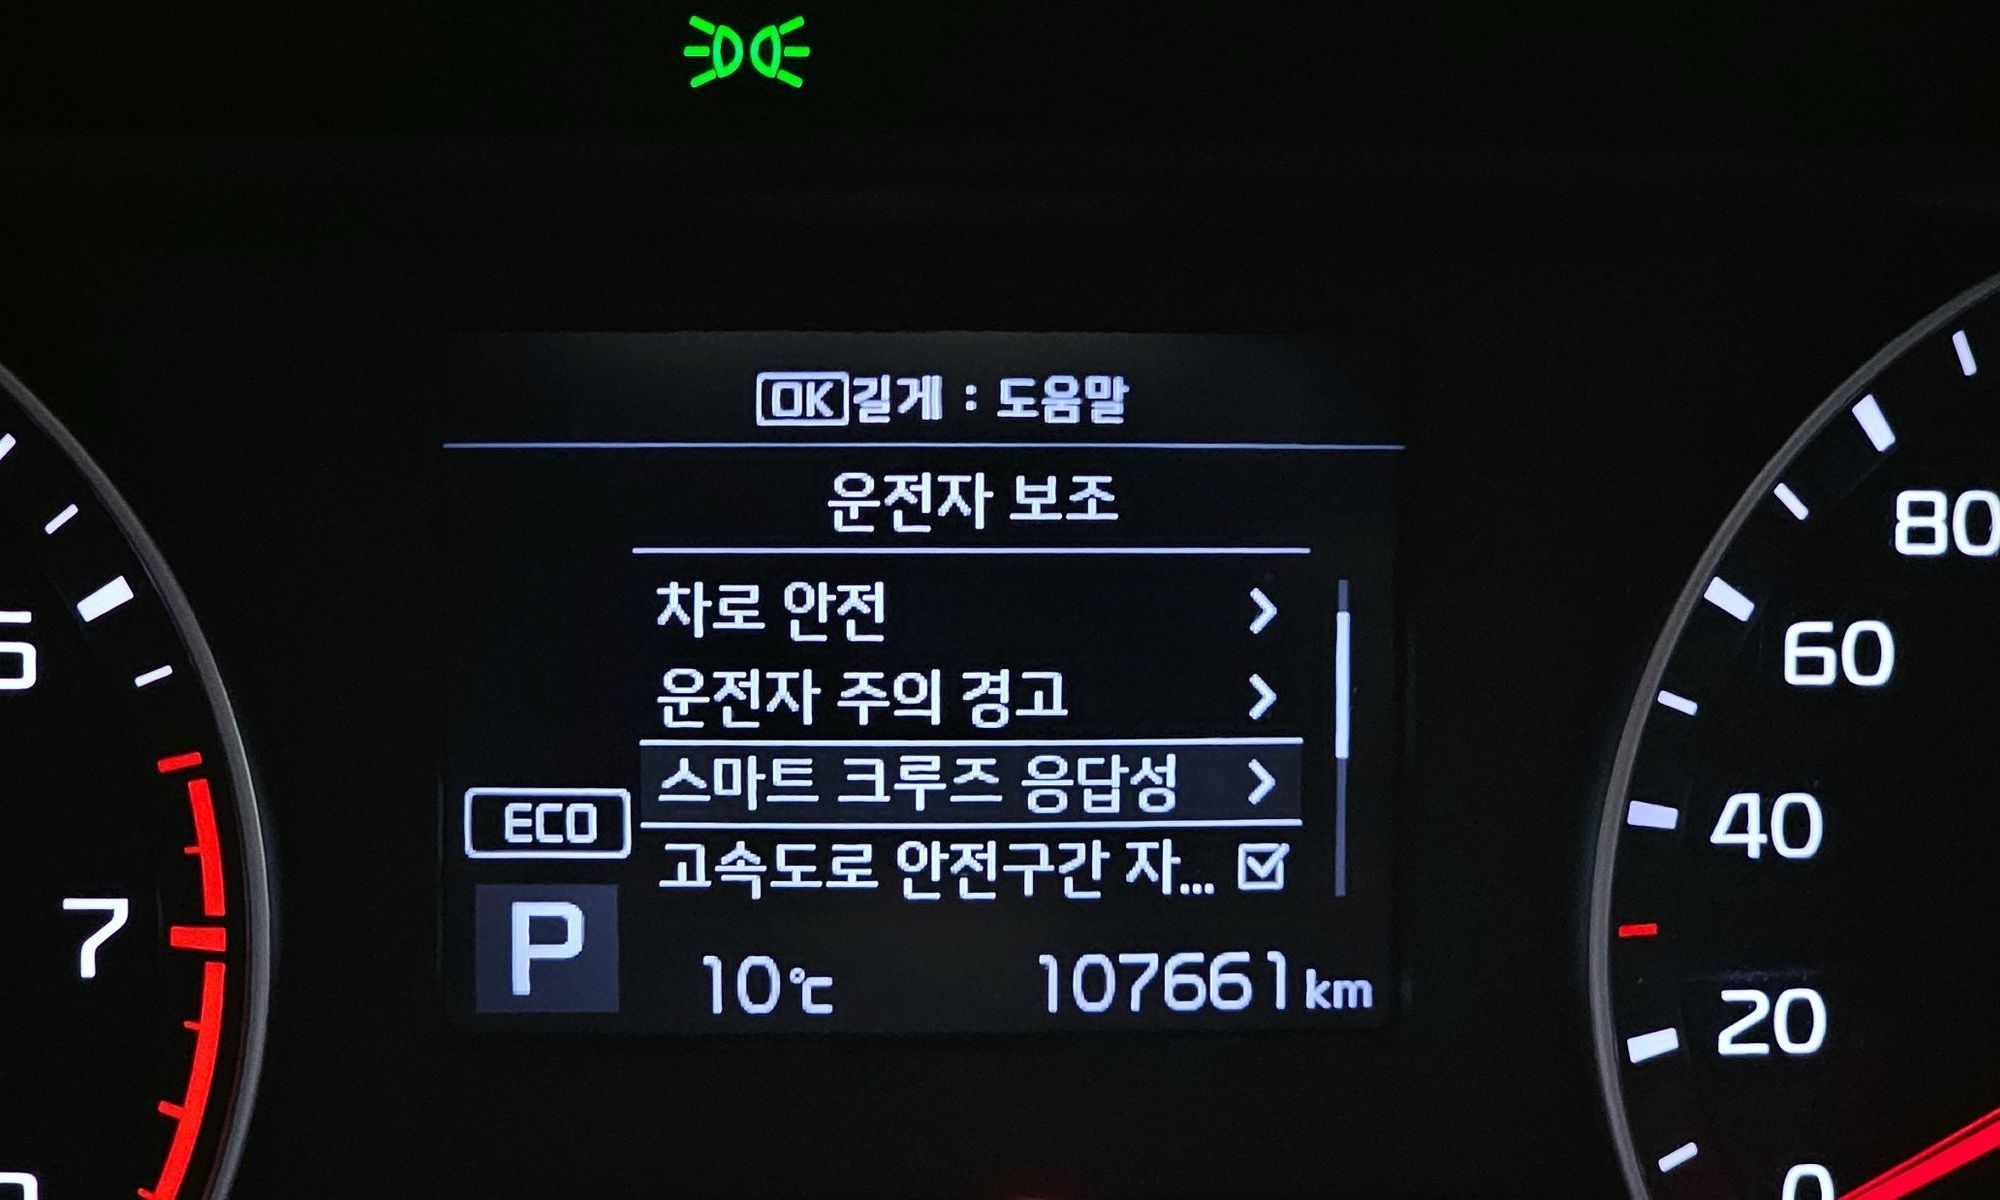 OK길게 : 도움말
운전자 보조
차로 안전
운전자 주의 경고
스마트 크루즈 응답성
고속도로 안전구간 자...
ECO
P
10℃ 107661km
7
80
60
40
20
0